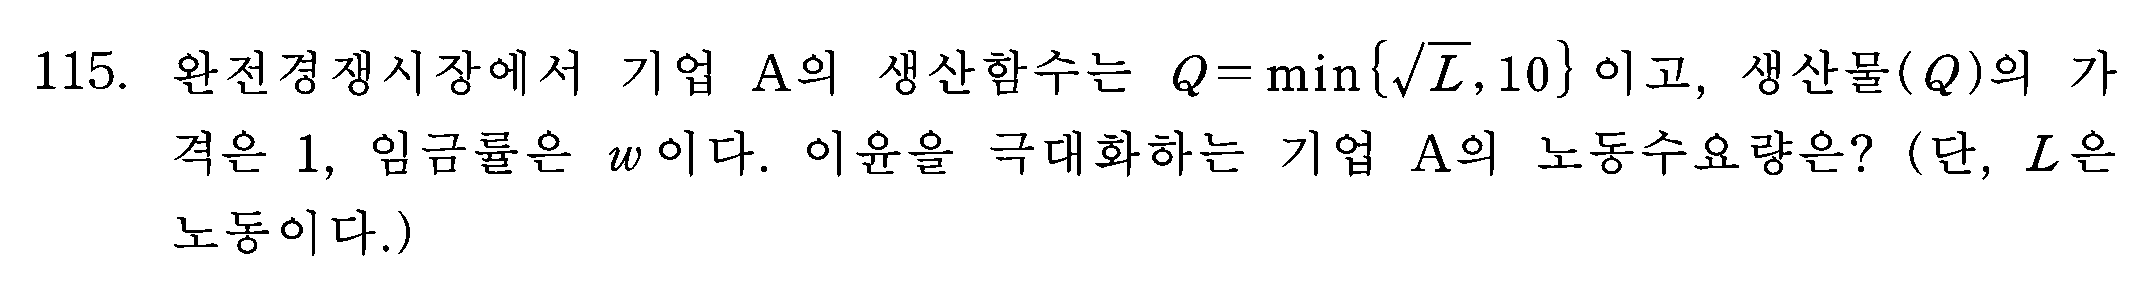 115. 완전경쟁시장에서 기업 A의 생산함수는 Q=min{√L, 10}이고, 생산물(Q)의 가
격은 1, 임금률은 w이다. 이윤을 극대화하는 기업 A의 노동수요량은? (단, L은
노동이다.)